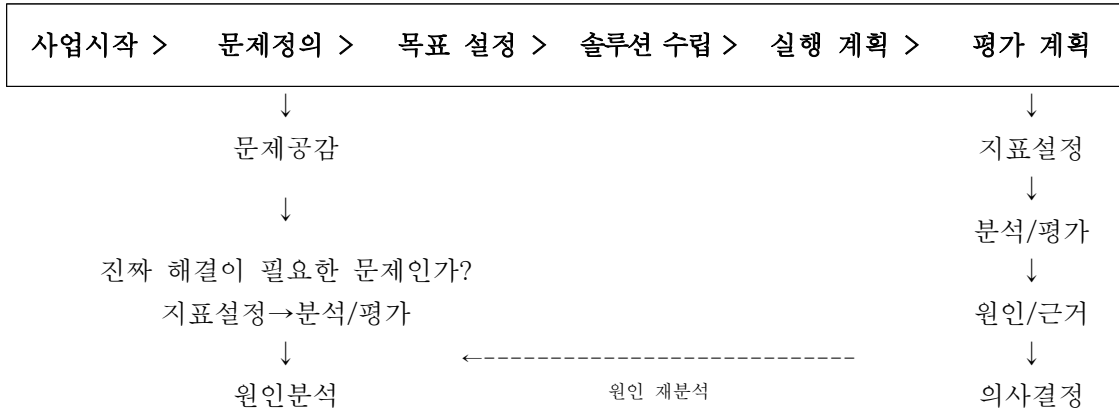 사업시작 > 문제정의 > 목표 설정 > 솔루션 수립 > 실행 계획 > 평가 계획
↓ ↓
문제공감 지표설정
↓ ↓
분석/평가
진짜 해결이 필요한 문제인가? ↓
지표설정→분석/평가 원인/근거
↓ ←---------------------------- ↓
원인분석 원인 재분석 의사결정